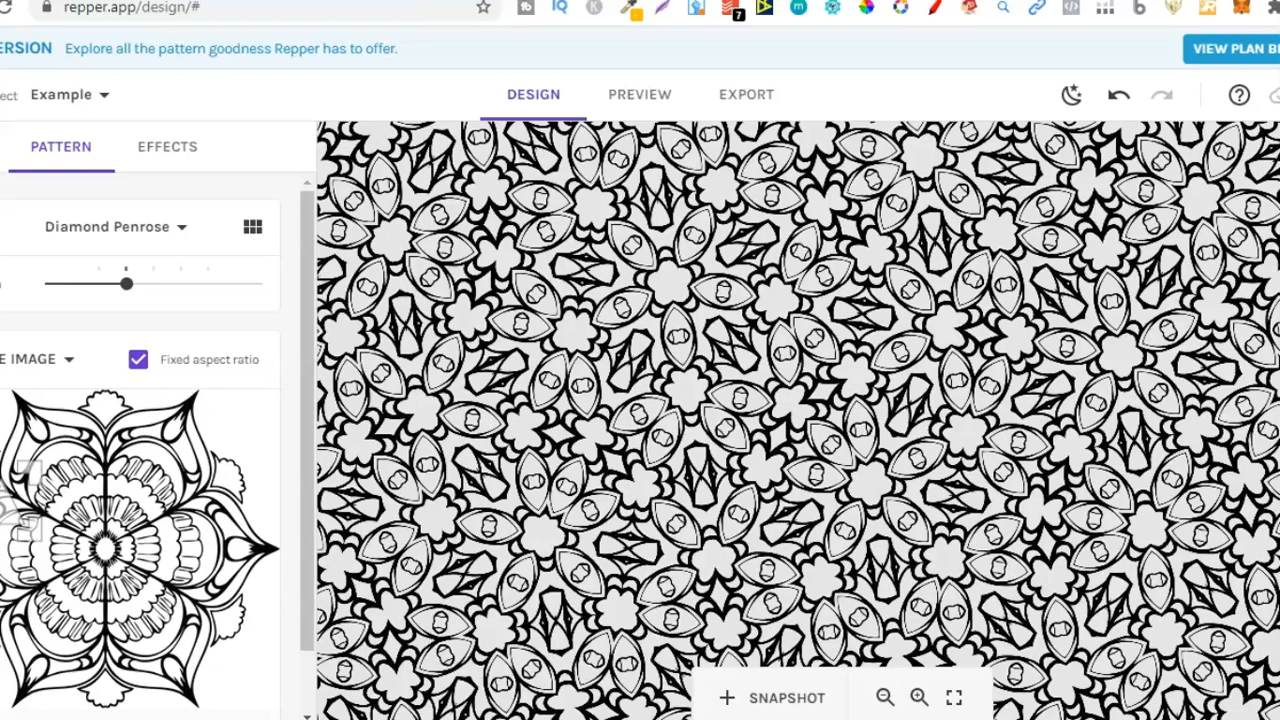 repper.app/design/#
7
ERSION Explore all the pattern goodness Repper has to offer. VIEW PLAN B
ect Example DESIGN PREVIEW EXPORT
PATTERN EFFECTS
Diamond Penrose
E IMAGE Fixed aspect ratio
+ SNAPSHOT